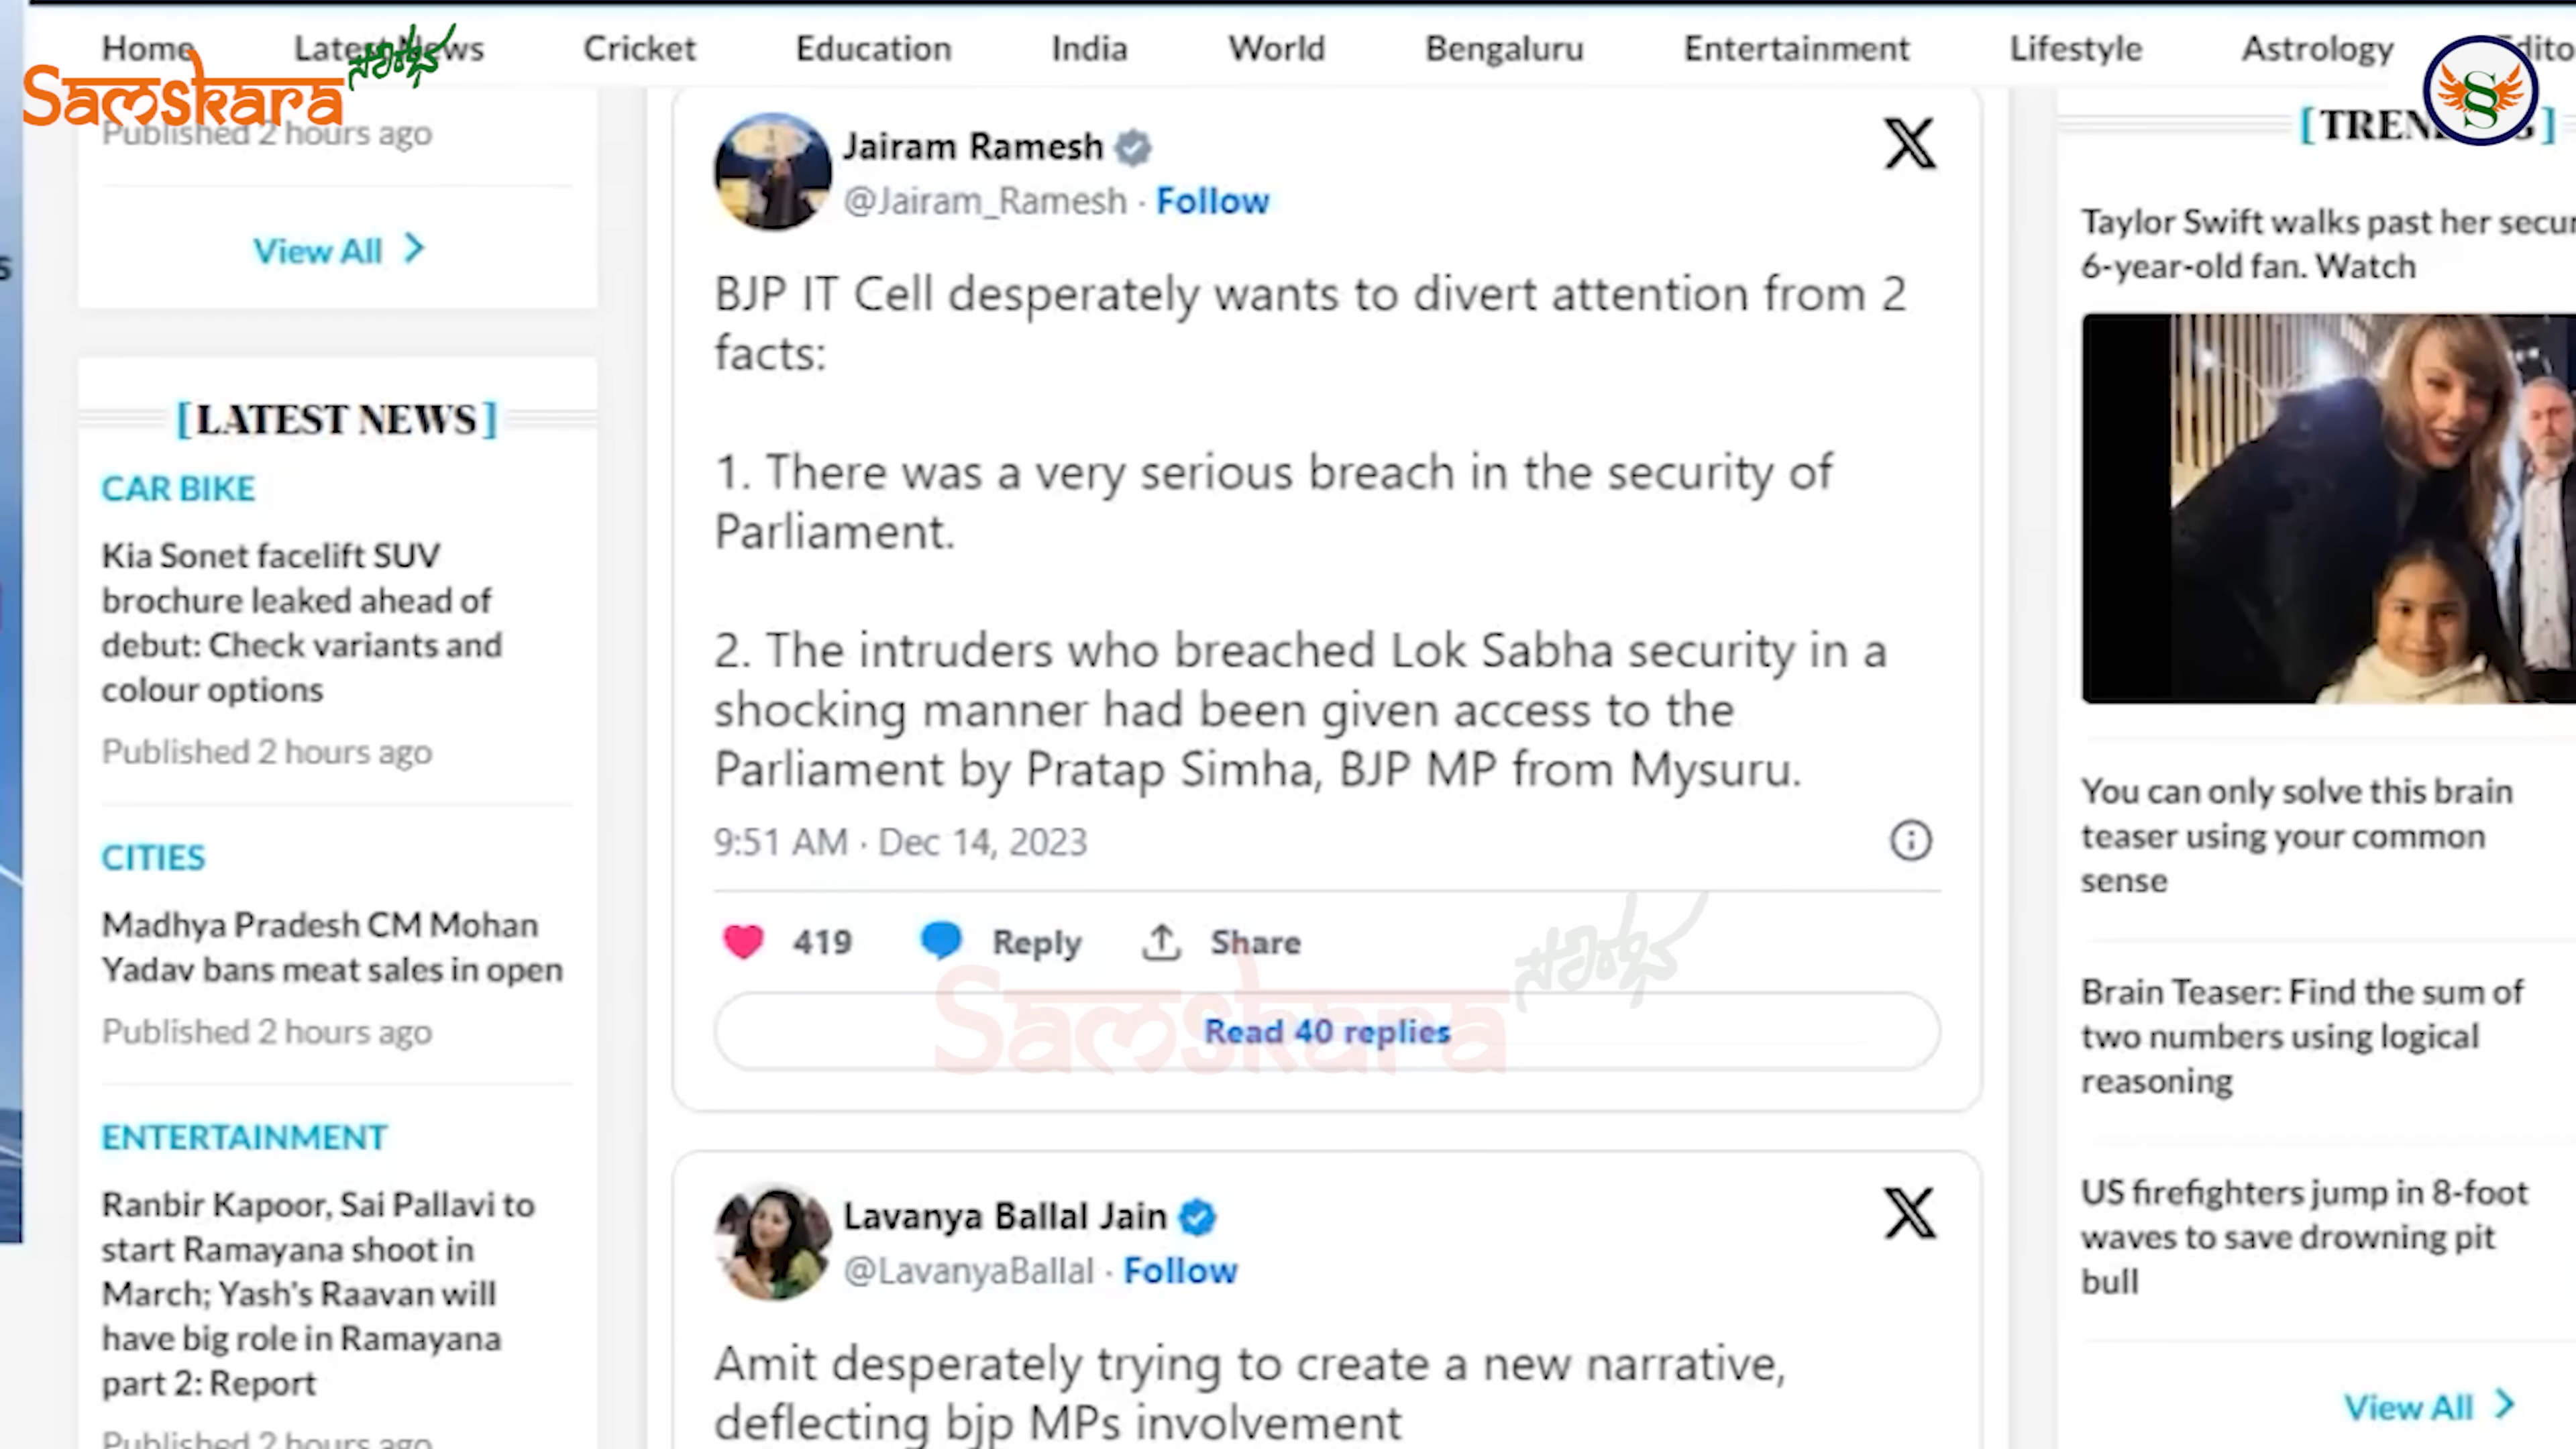 Home Latest News Cricket Education India World Bengaluru Entertainment Lifestyle Astrology
Samskara
Published 2 hours ago
View All
[LATEST NEWS]
CAR BIKE
Kia Sonet facelift SUV
brochure leaked ahead of
debut: Check variants and
colour options
Published 2 hours ago
CITIES
Madhya Pradesh CM Mohan
Yadav bans meat sales in open
Published 2 hours ago
ENTERTAINMENT
Ranbir Kapoor, Sai Pallavi to
start Ramayana shoot in
March; Yash's Raavan will
have big role in Ramayana
part 2: Report
Published 2 hours ago
Jairam Ramesh
@Jairam_Ramesh · Follow
BJP IT Cell desperately wants to divert attention from 2
facts:
1. There was a very serious breach in the security of
Parliament.
2. The intruders who breached Lok Sabha security in a
shocking manner had been given access to the
Parliament by Pratap Simha, BJP MP from Mysuru.
9:51 AM · Dec 14, 2023
419 Reply Share
Samskara
Read 40 replies
Lavanya Ballal Jain
@LavanyaBallal · Follow
Amit desperately trying to create a new narrative,
deflecting bjp MPs involvement
Taylor Swift walks past her
6-year-old fan. Watch
You can only solve this brain
teaser using your common
sense
Brain Teaser: Find the sum of
two numbers using logical
reasoning
US firefighters jump in 8-foot
waves to save drowning pit
bull
View All